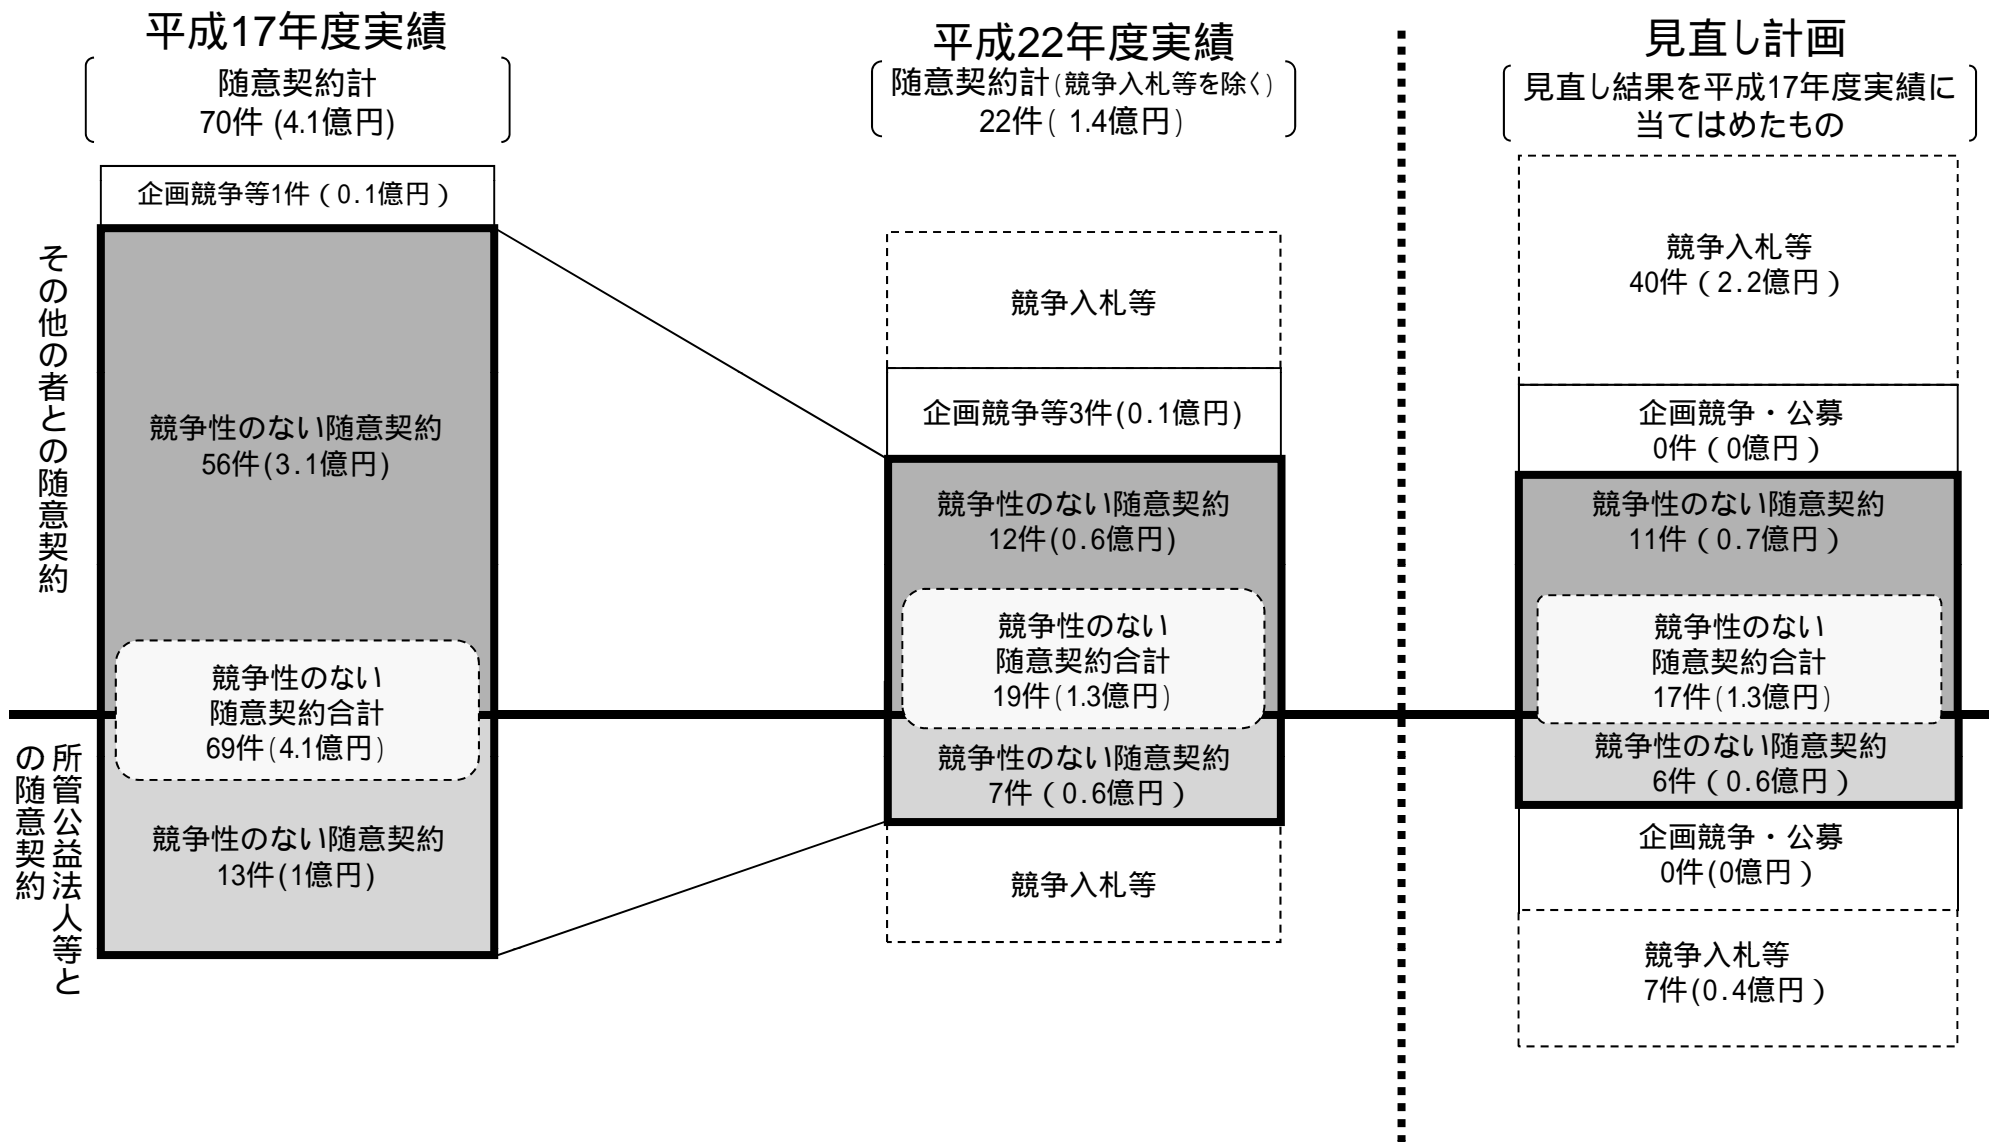 平成17年度実績
随意契約計
70件 (4.1億円)
企画競争等1件（0.1億円）
その他の者との随意契約
競争性のない随意契約
56件(3.1億円)
競争性のない
随意契約合計
69件(4.1億円)
所管公益法人等と
の随意契約
競争性のない随意契約
13件(1億円)
平成22年度実績
随意契約計(競争入札等を除く)
22件( 1.4億円)
競争入札等
企画競争等3件(0.1億円)
競争性のない随意契約
12件(0.6億円)
競争性のない
随意契約合計
19件(1.3億円)
競争性のない随意契約
7件（0.6億円）
競争入札等
見直し計画
見直し結果を平成17年度実績に
当てはめたもの
競争入札等
40件（2.2億円）
企画競争・公募
0件（0億円）
競争性のない随意契約
11件（0.7億円）
競争性のない
随意契約合計
17件(1.3億円)
競争性のない随意契約
6件（0.6億円）
企画競争・公募
0件(0億円）
競争入札等
7件(0.4億円）